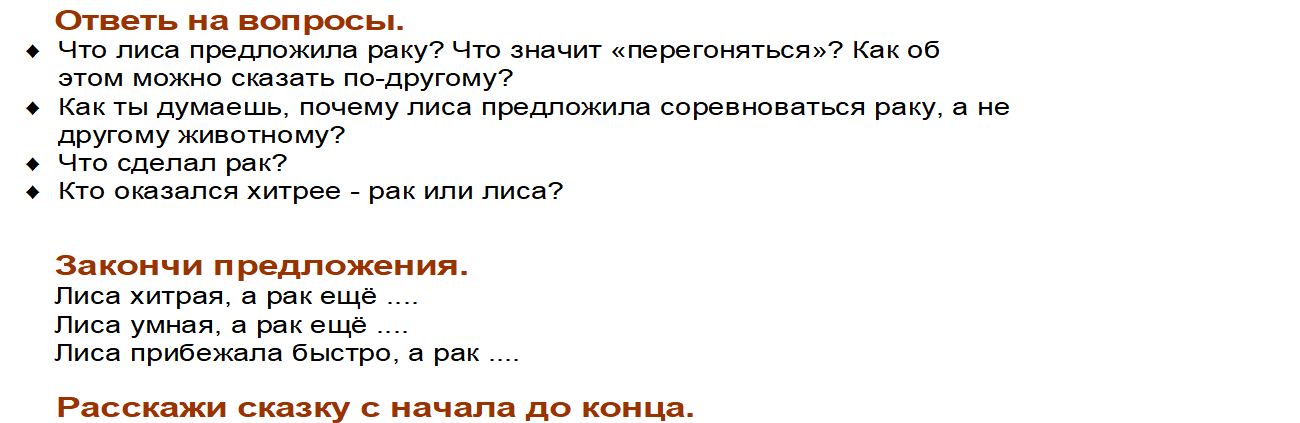 Ответь на вопросы.
◆ Что лиса предложила раку? Что значит «перегоняться»? Как об
этом можно сказать по-другому?
◆ Как ты думаешь, почему лиса предложила соревноваться раку, а не
другому животному?
◆ Что сделал рак?
◆ Кто оказался хитрее - рак или лиса?
Закончи предложения.
Лиса хитрая, а рак ещё ....
Лиса умная, а рак ещё ....
Лиса прибежала быстро, а рак ....
Расскажи сказку с начала до конца.